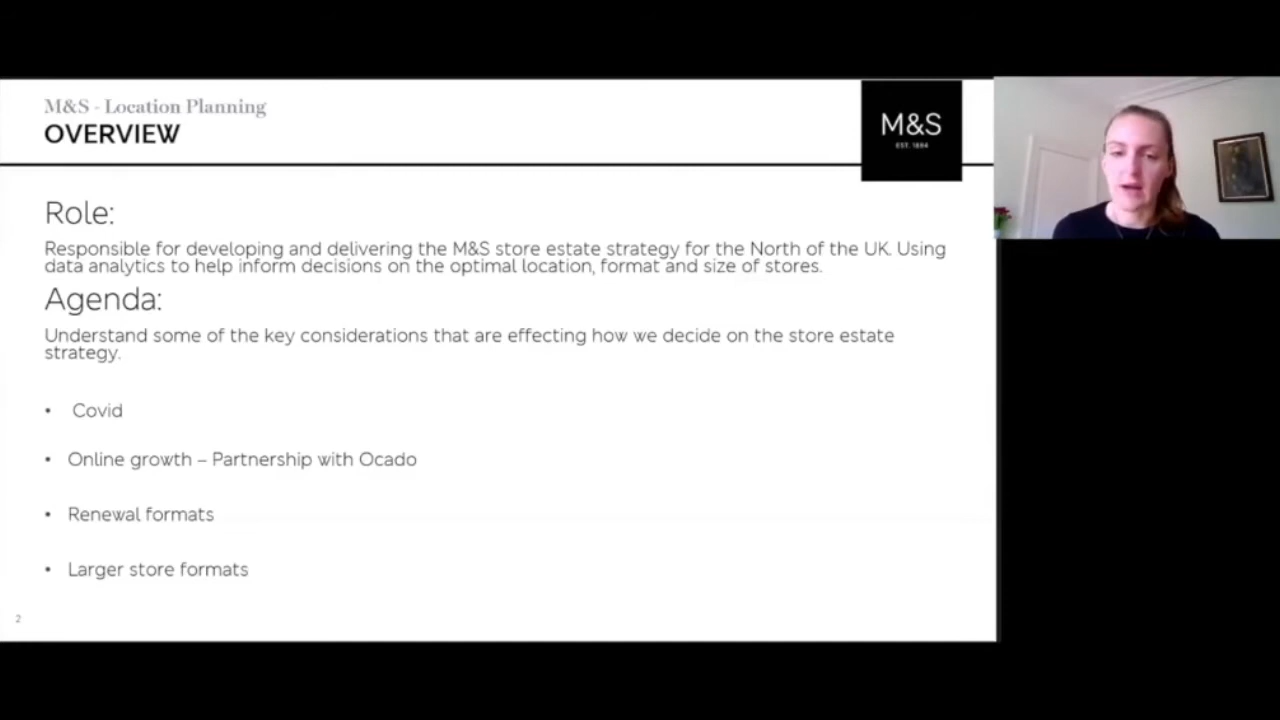 M&S - Location Planning
OVERVIEW
M&S
EST. 1884
Role:
Responsible for developing and delivering the M&S store estate strategy for the North of the UK. Using
data analytics to help inform decisions on the optimal location, format and size of stores.
Agenda:
Understand some of the key considerations that are effecting how we decide on the store estate
strategy.
• Covid
• Online growth – Partnership with Ocado
• Renewal formats
• Larger store formats
2